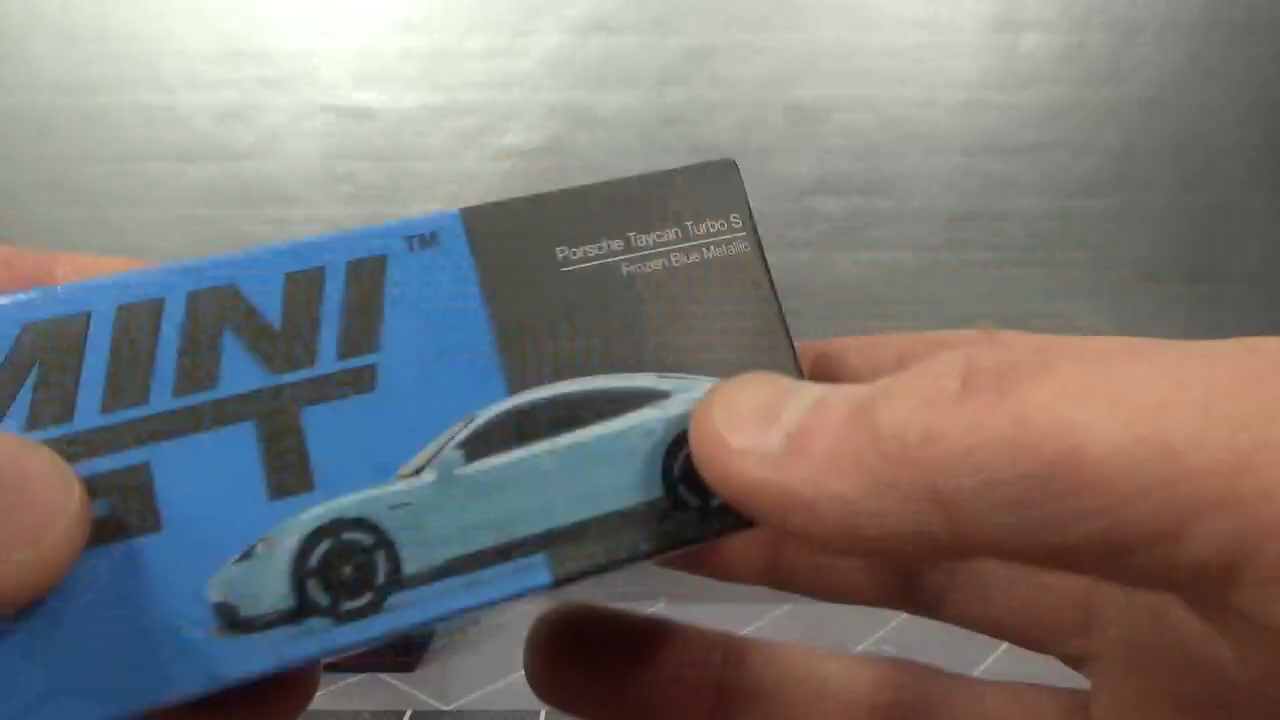 MINI
TM
GT
Porsche Taycan Turbo S
Frozen Blue Metallic